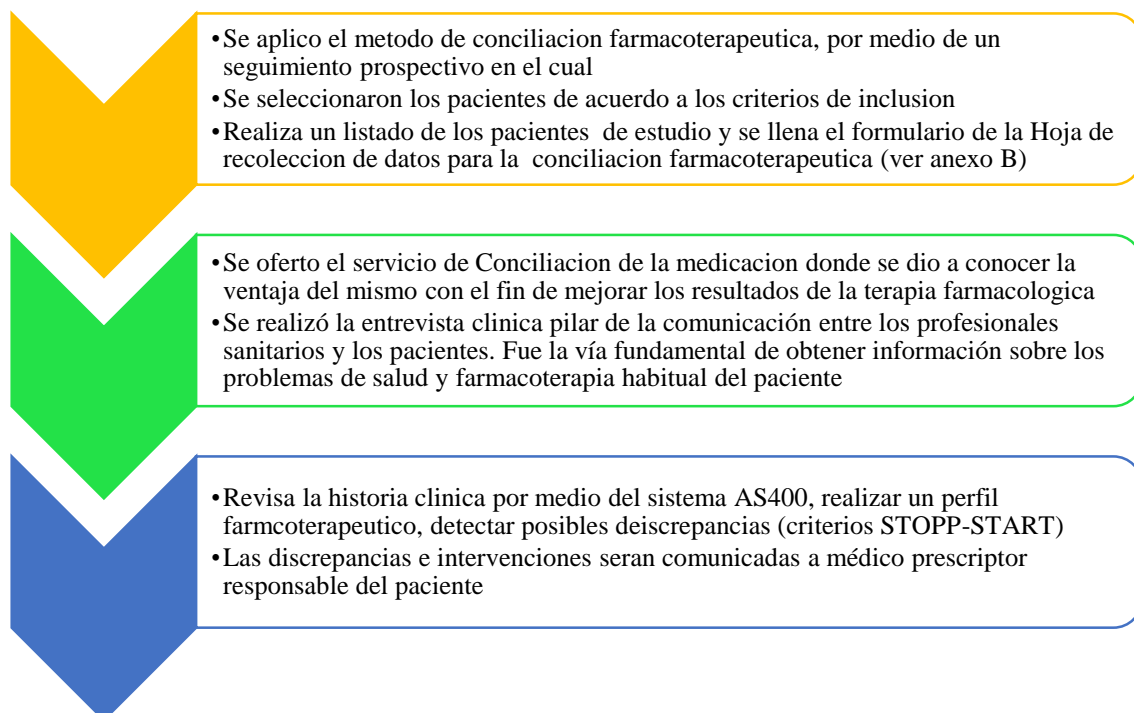 •Se aplico el metodo de conciliacion farmacoterapeutica, por medio de un
seguimiento prospectivo en el cual
•Se seleccionaron los pacientes de acuerdo a los criterios de inclusion
•Realiza un listado de los pacientes de estudio y se llena el formulario de la Hoja de
recoleccion de datos para la conciliacion farmacoterapeutica (ver anexo B)
•Se oferto el servicio de Conciliacion de la medicacion donde se dio a conocer la
ventaja del mismo con el fin de mejorar los resultados de la terapia farmacologica
•Se realizó la entrevista clinica pilar de la comunicación entre los profesionales
sanitarios y los pacientes. Fue la vía fundamental de obtener información sobre los
problemas de salud y farmacoterapia habitual del paciente
•Revisa la historia clinica por medio del sistema AS400, realizar un perfil
farmcoterapeutico, detectar posibles deiscrepancias (criterios STOPP-START)
•Las discrepancias e intervenciones seran comunicadas a médico prescriptor
responsable del paciente